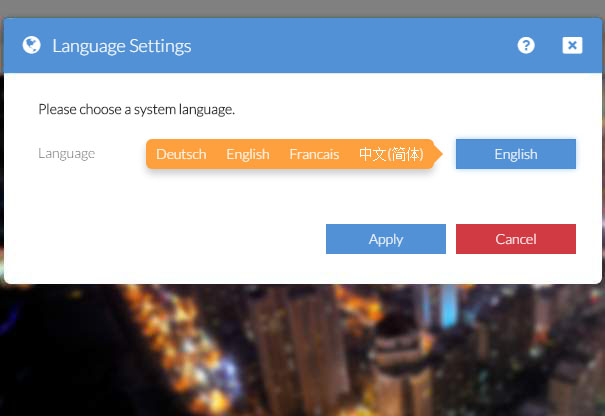 Language Settings
Please choose a system language.
Language Deutsch English Francais 中文(简体) English
Apply Cancel